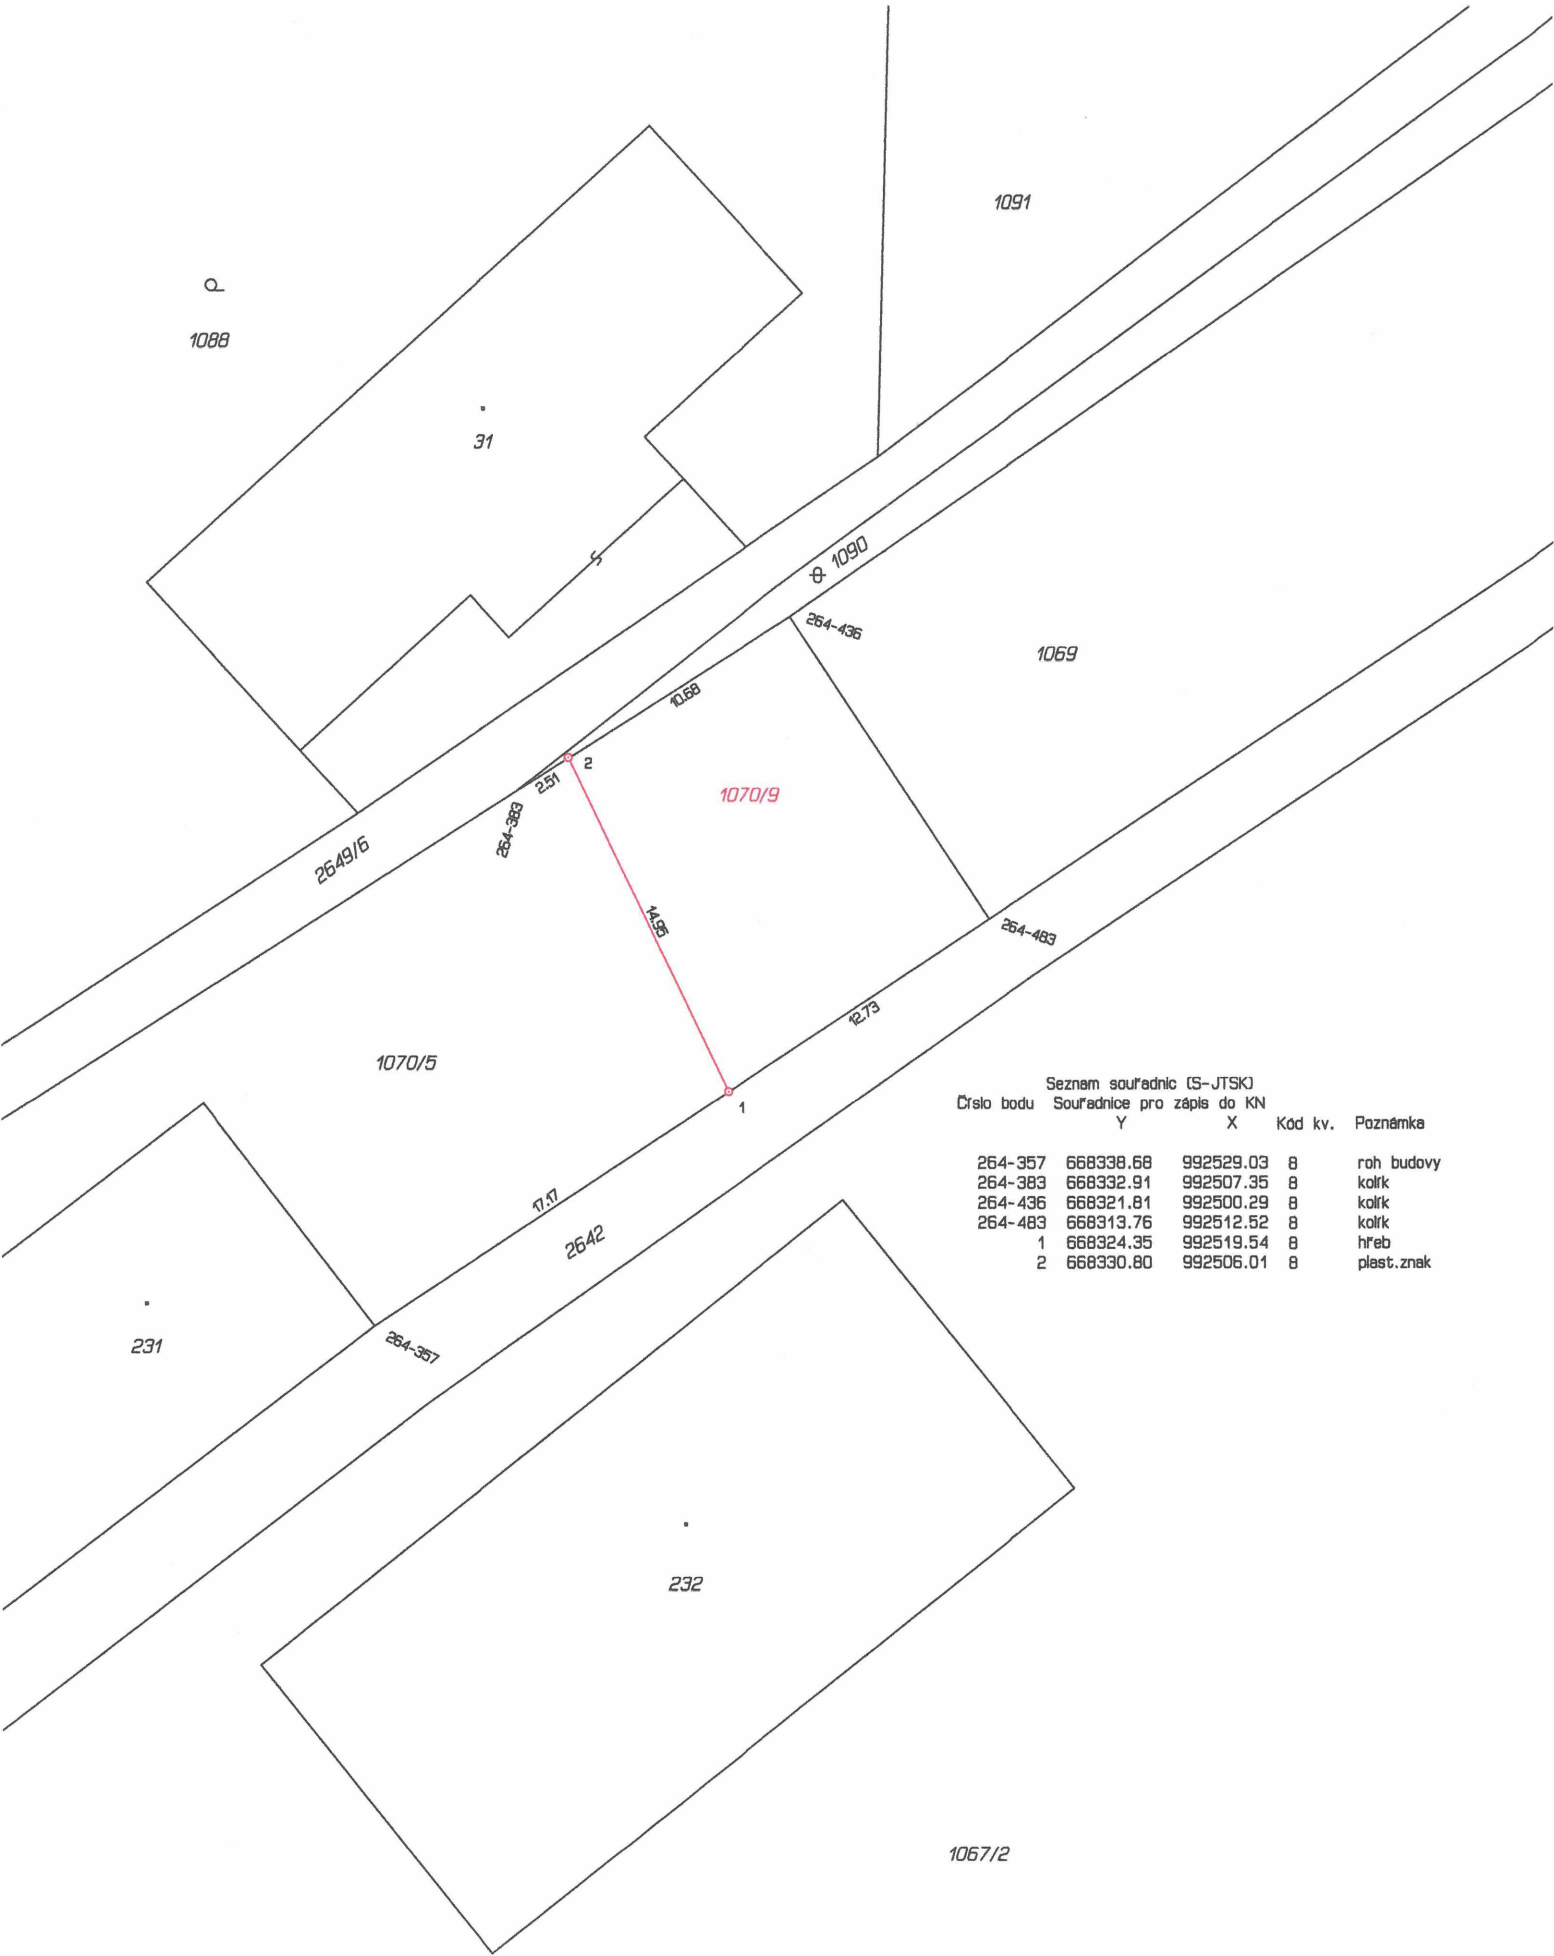 1091
1088
31
1090
264-436
1069
10.68
2
2.51
1070/9
264-383
2649/6
14.95
264-483
12.73
1070/5
1
Seznam souřadnic (S-JTSK)
Číslo bodu Souřadnice pro zápis do KN
Y X Kód kv. Poznámka
264-357 668338.68 992529.03 8 roh budovy
264-383 668332.91 992507.35 8 kolík
264-436 668321.81 992500.29 8 kolík
264-483 668313.76 992512.52 8 kolík
1 668324.35 992519.54 8 hřeb
2 668330.80 992506.01 8 plast.znak
17.17
2642
231
264-357
232
1067/2